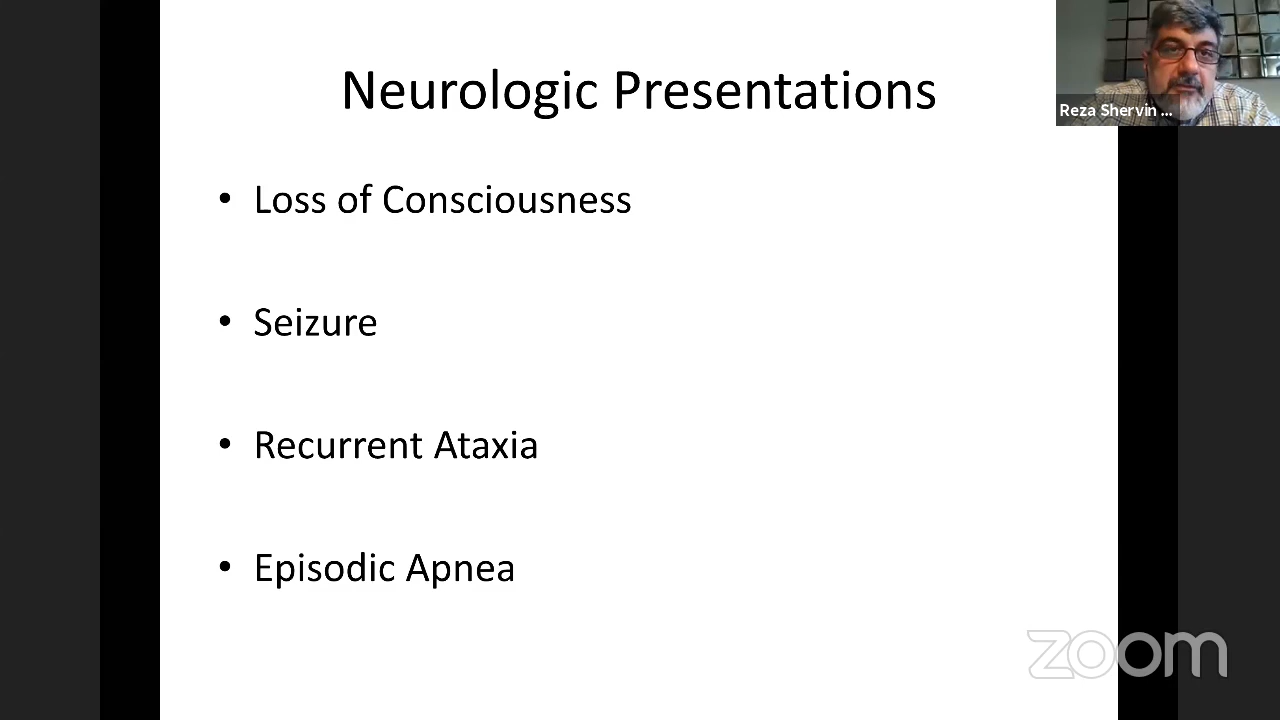 Neurologic Presentations
Reza Shervin ...
• Loss of Consciousness
• Seizure
• Recurrent Ataxia
• Episodic Apnea
zoom